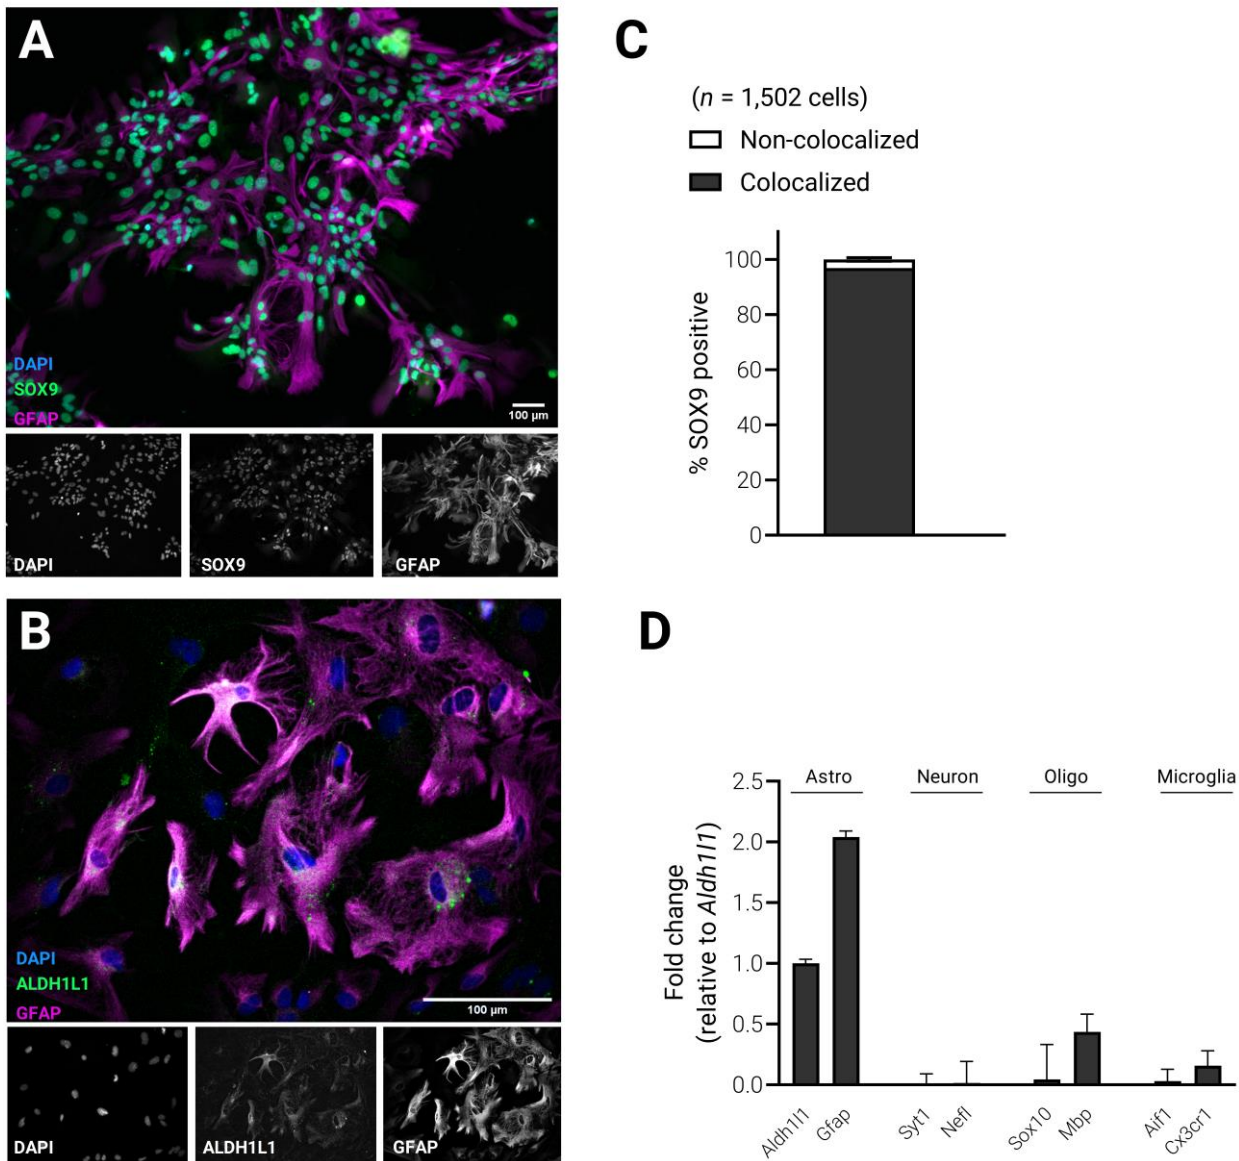 A
DAPI
SOX9
GFAP
100 µm
DAPI
SOX9
GFAP
B
DAPI
ALDH1L1
GFAP
100 µm
DAPI
ALDH1L1
GFAP
C
(n = 1,502 cells)
Non-colocalized
Colocalized
% SOX9 positive
100
80
60
40
20
0
D
Fold change
(relative to Aldh1l1)
2.5
2.0
1.5
1.0
0.5
0.0
Astro
Neuron
Oligo
Microglia
Aldh1l1
Gfap
Syt1
Nefl
Sox10
Mbp
Aif1
Cx3cr1